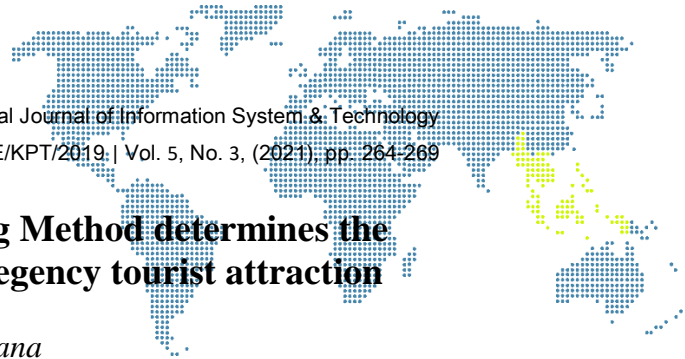 al Journal of Information System & Technology
E/KPT/2019 | Vol. 5, No. 3, (2021), pp. 264-269
g Method determines the
egency tourist attraction
ana